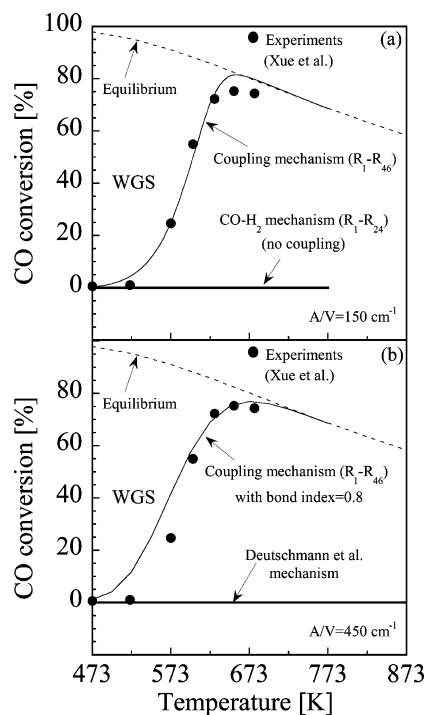 100
80
60
40
20
0
CO conversion [%]
Experiments
(Xue et al.)
(a)
Equilibrium
Coupling mechanism (R₁-R₄₆)
WGS
CO-H₂ mechanism (R₁-R₂₄)
(no coupling)
A/V=150 cm⁻¹
100
80
60
40
20
0
CO conversion [%]
Experiments
(Xue et al.)
(b)
Equilibrium
Coupling mechanism (R₁-R₄₆)
with bond index=0.8
WGS
Deutschmann et al.
mechanism
A/V=450 cm⁻¹
473 573 673 773 873
Temperature [K]